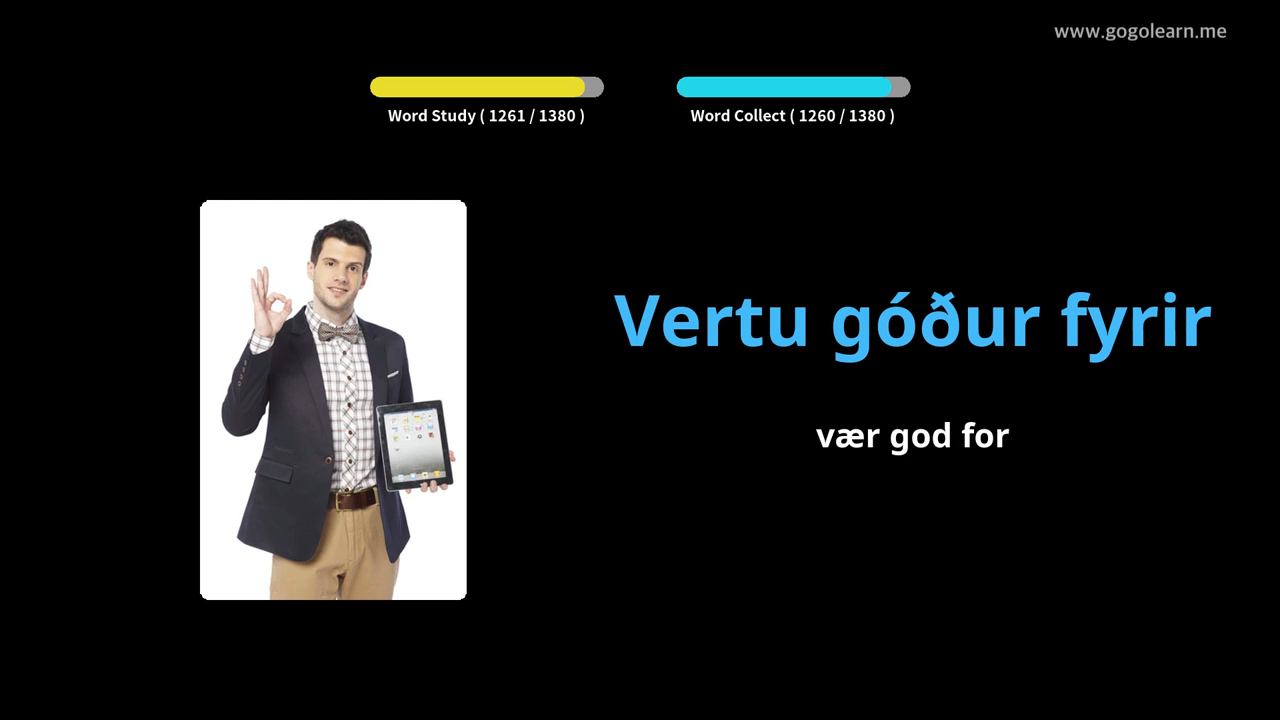 www.gogolearn.me
Word Study ( 1261 / 1380 )
Word Collect ( 1260 / 1380 )
Vertu góður fyrir
vær god for